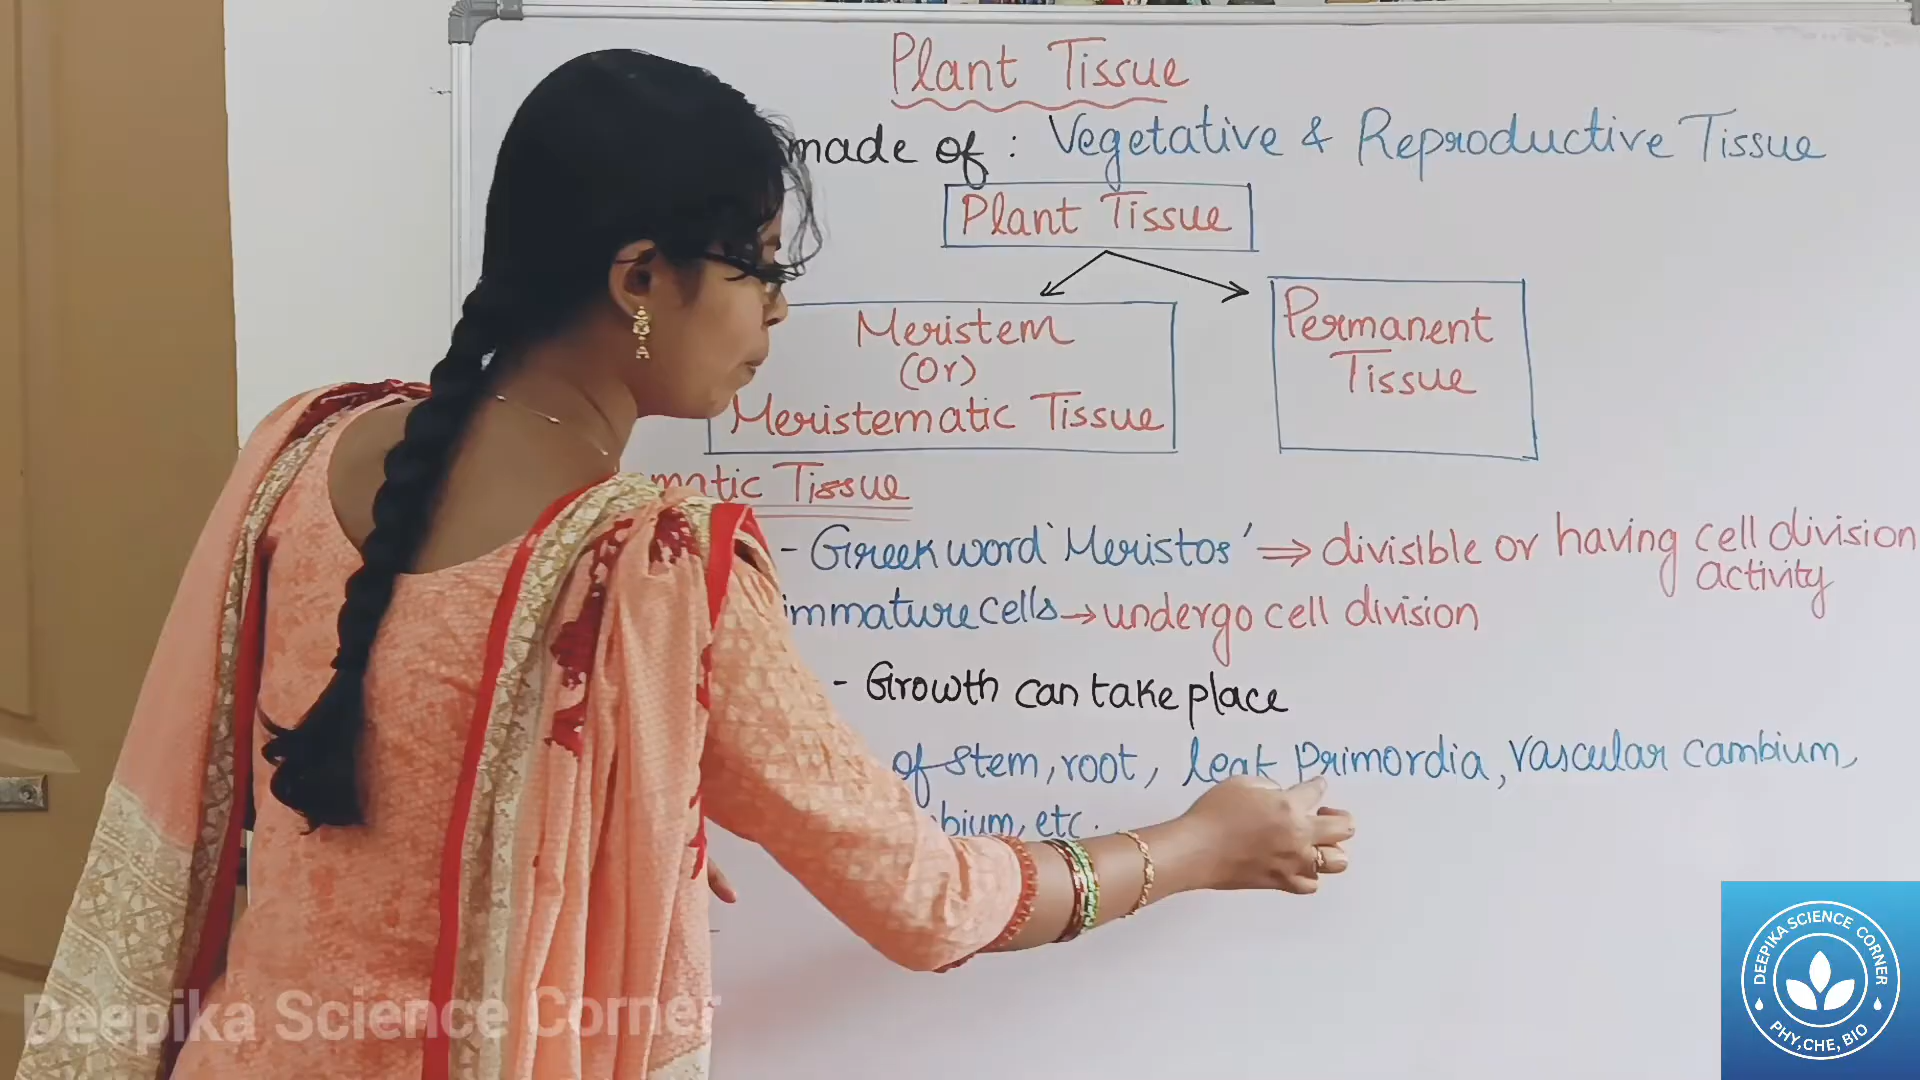 Plant Tissue
made of : Vegetative & Reproductive Tissue
Plant Tissue
Meristem
(Or)
Meristematic Tissue
Permanent
Tissue
matic Tissue
- Greek word 'Meristos' ⇒ divisible or having cell division
activity
immature cells → undergo cell division
- Growth can take place
of stem, root, leaf primordia, vascular cambium,
bium, etc.
Deepika Science Corner
DEEPIKA SCIENCE CORNER
PHY, CHE, BIO